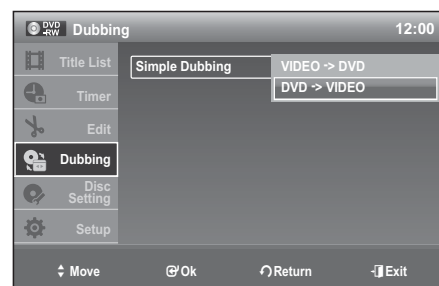 DVD-RW Dubbing 12:00
Title List
Simple Dubbing
VIDEO -> DVD
DVD -> VIDEO
Timer
Edit
Dubbing
Disc
Setting
Setup
Move Ok Return Exit